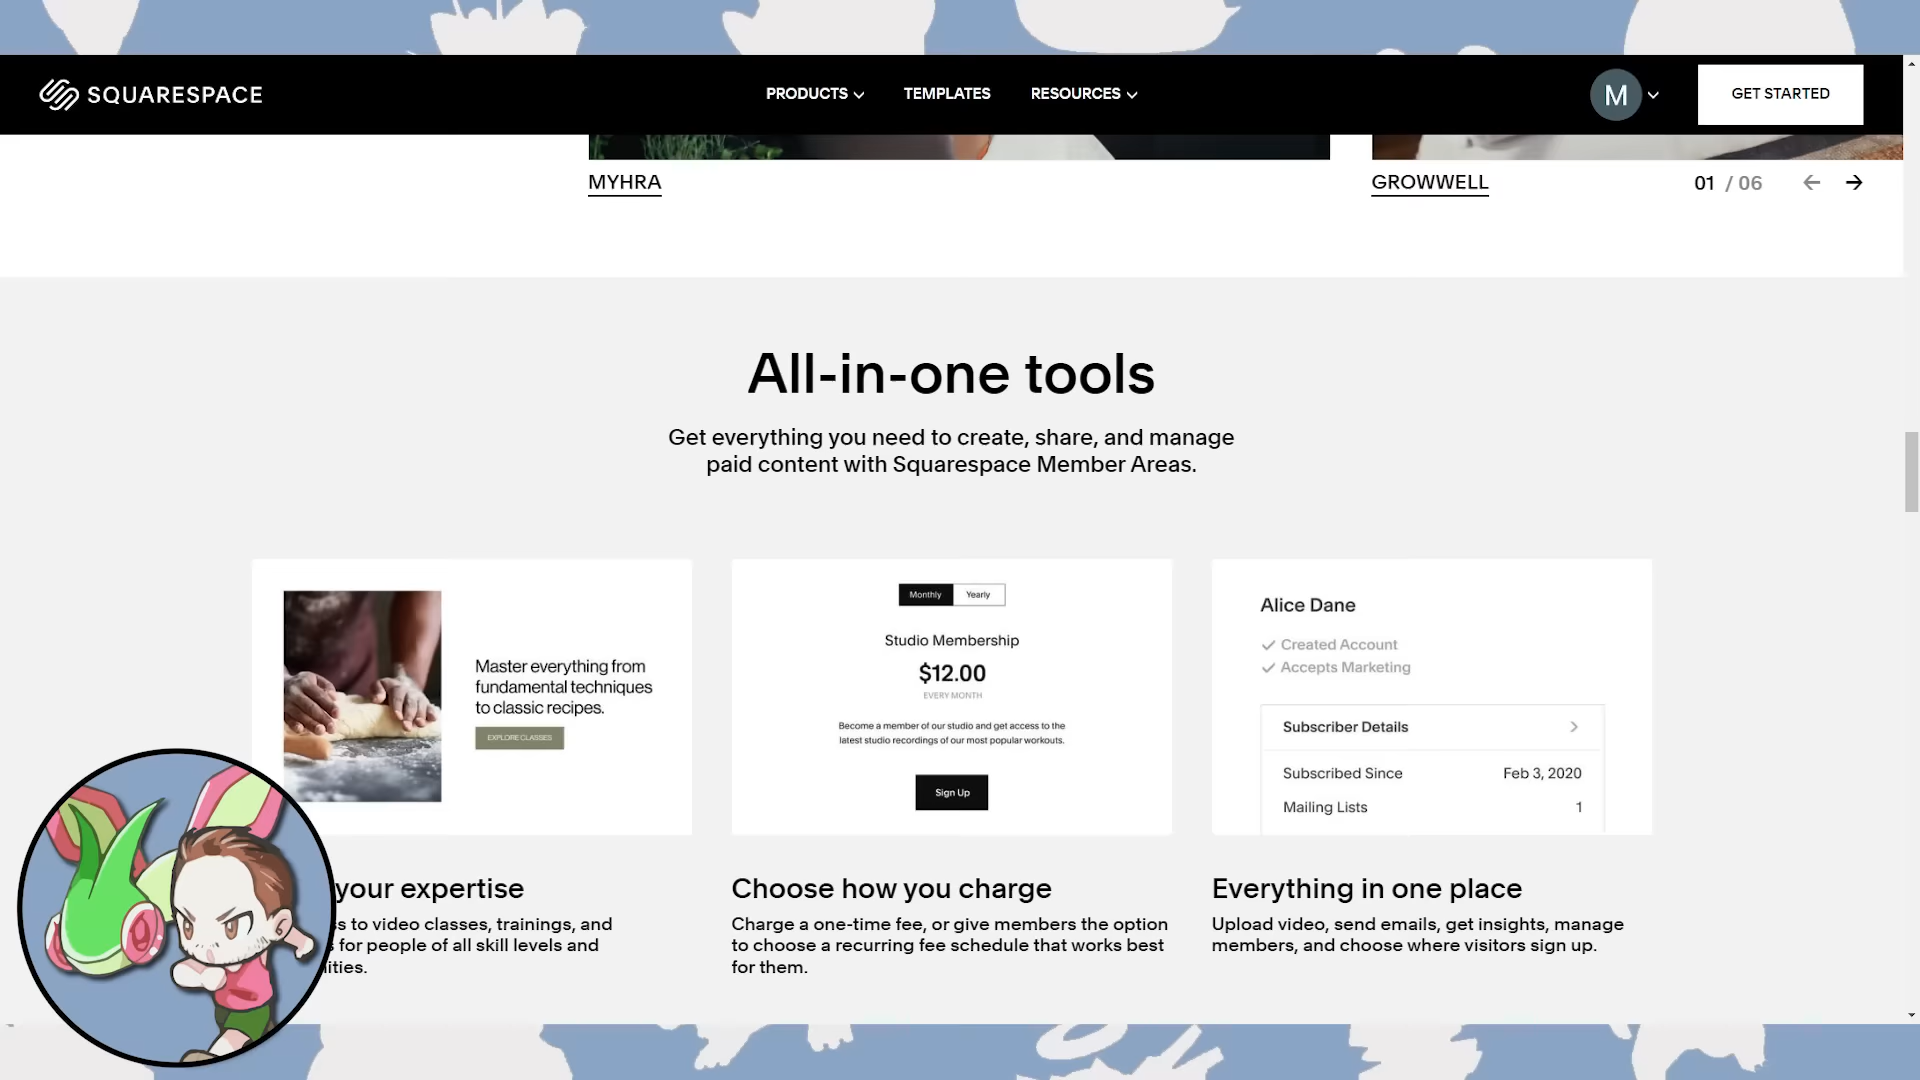 SQUARESPACE
PRODUCTS
TEMPLATES
RESOURCES
M
GET STARTED
MYHRA
GROWWELL
01 / 06
All-in-one tools
Get everything you need to create, share, and manage
paid content with Squarespace Member Areas.
Master everything from
fundamental techniques
to classic recipes.
EXPLORE CLASSES
Monthly
Yearly
Studio Membership
$12.00
EVERY MONTH
Become a member of our studio and get access to the
latest studio recordings of our most popular workouts.
Sign Up
Alice Dane
Created Account
Accepts Marketing
Subscriber Details
Subscribed Since
Feb 3, 2020
Mailing Lists
1
your expertise
to video classes, trainings, and
for people of all skill levels and
Choose how you charge
Charge a one-time fee, or give members the option
to choose a recurring fee schedule that works best
for them.
Everything in one place
Upload video, send emails, get insights, manage
members, and choose where visitors sign up.